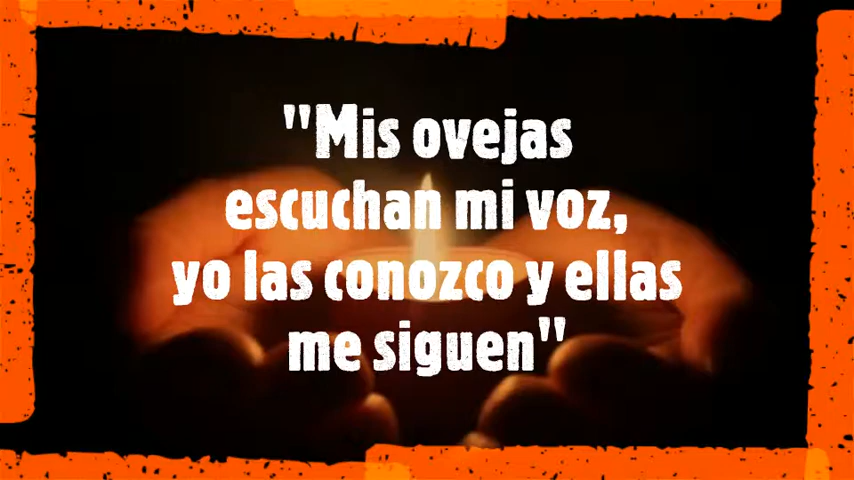 "Mis ovejas
escuchan mi voz,
yo las conozco y ellas
me siguen"